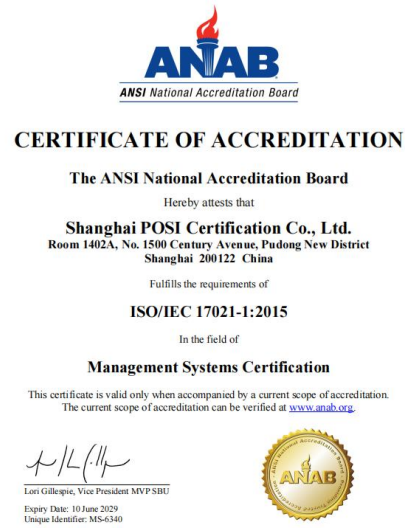 ANAB
ANSI National Accreditation Board
CERTIFICATE OF ACCREDITATION
The ANSI National Accreditation Board
Hereby attests that
Shanghai POSI Certification Co., Ltd.
Room 1402A, No. 1500 Century Avenue, Pudong New District
Shanghai 200122 China
Fulfills the requirements of
ISO/IEC 17021-1:2015
In the field of
Management Systems Certification
This certificate is valid only when accompanied by a current scope of accreditation.
The current scope of accreditation can be verified at www.anab.org.
Lori Gillespie, Vice President MVP SBU
Expiry Date: 10 June 2029
Unique Identifier: MS-6340
ANAB